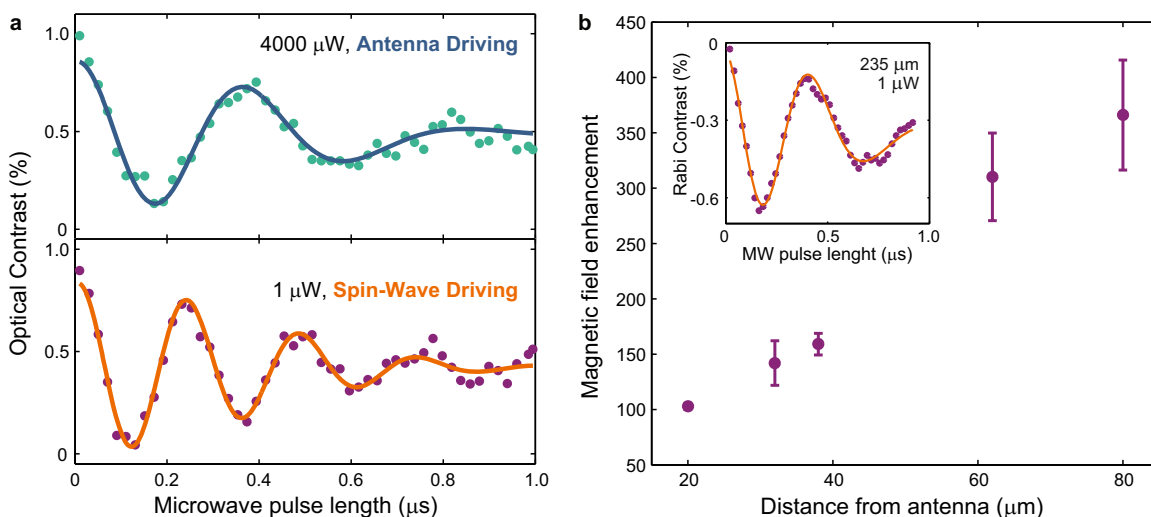 a
4000 μW, Antenna Driving
1 μW, Spin-Wave Driving
Optical Contrast (%)
1.0
0.5
0
1.0
0.5
0
0 0.2 0.4 0.6 0.8 1.0
Microwave pulse length (μs)
b
Magnetic field enhancement
450
400
350
300
250
200
150
100
50
20 40 60 80
Distance from antenna (μm)
235 μm
1 μW
Rabi Contrast (%)
0
-0.3
-0.6
0 0.5 1.0
MW pulse lenght (μs)